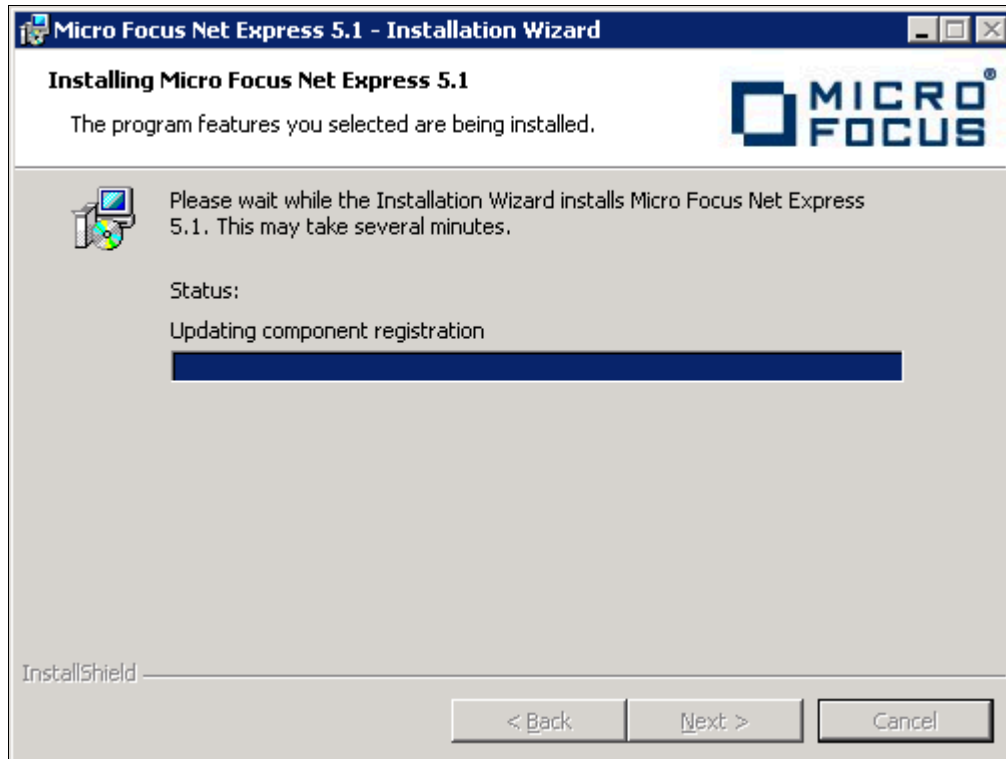 Micro Focus Net Express 5.1 - Installation Wizard
Installing Micro Focus Net Express 5.1
The program features you selected are being installed.
MICRO
FOCUS
®
Please wait while the Installation Wizard installs Micro Focus Net Express
5.1. This may take several minutes.
Status:
Updating component registration
InstallShield
< Back
Next >
Cancel